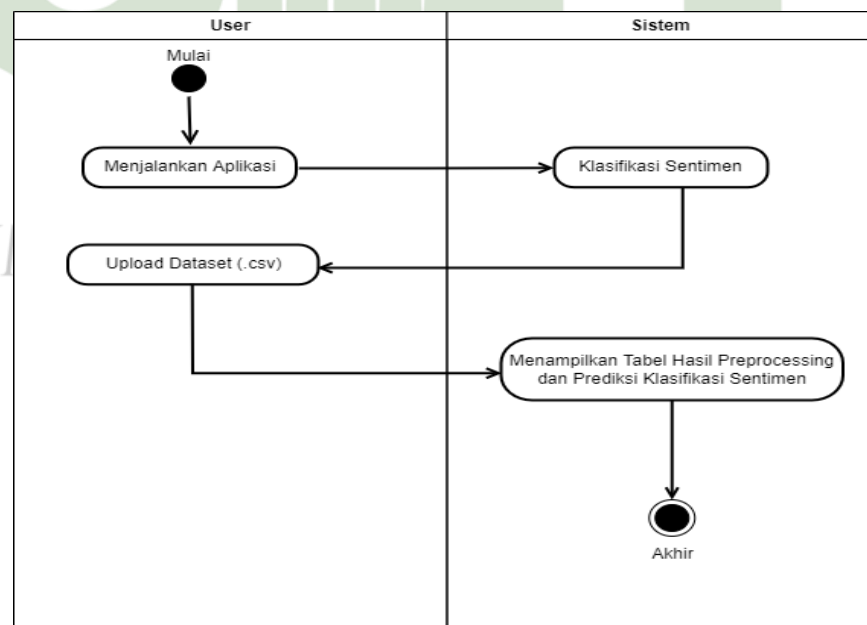 User
Sistem
Mulai
Menjalankan Aplikasi
Klasifikasi Sentimen
Upload Dataset (.csv)
Menampilkan Tabel Hasil Preprocessing
dan Prediksi Klasifikasi Sentimen
Akhir